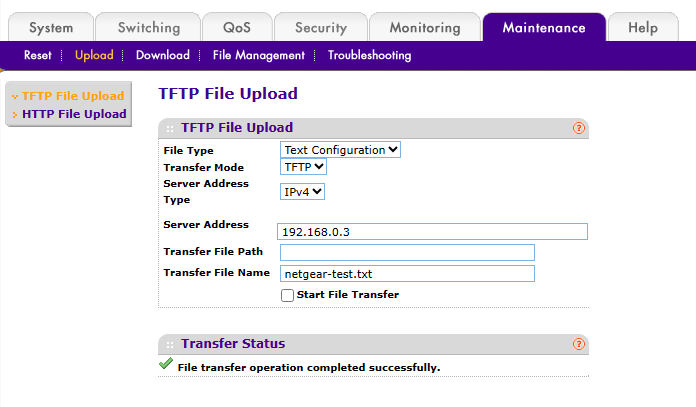 System Switching QoS Security Monitoring Maintenance Help
Reset Upload Download File Management Troubleshooting
TFTP File Upload
HTTP File Upload
TFTP File Upload
TFTP File Upload ?
File Type Text Configuration
Transfer Mode TFTP
Server Address
Type IPv4
Server Address 192.168.0.3
Transfer File Path
Transfer File Name netgear-test.txt
Start File Transfer
Transfer Status ?
File transfer operation completed successfully.